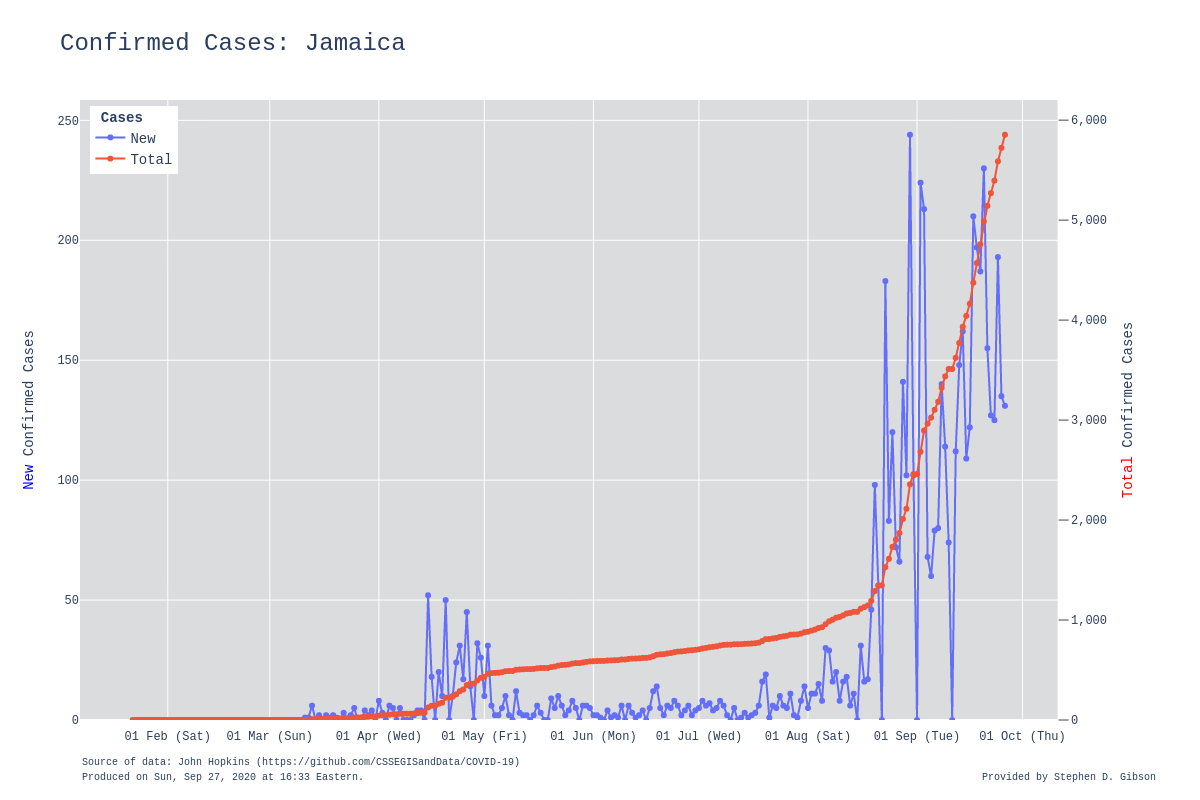 Confirmed Cases: Jamaica
Cases
New
Total
250
200
150
100
50
0
6,000
5,000
4,000
3,000
2,000
1,000
0
New Confirmed Cases
Total Confirmed Cases
01 Feb (Sat) 01 Mar (Sun) 01 Apr (Wed) 01 May (Fri) 01 Jun (Mon) 01 Jul (Wed) 01 Aug (Sat) 01 Sep (Tue) 01 Oct (Thu)
Source of data: John Hopkins (https://github.com/CSSEGISandData/COVID-19)
Produced on Sun, Sep 27, 2020 at 16:33 Eastern.
Provided by Stephen D. Gibson